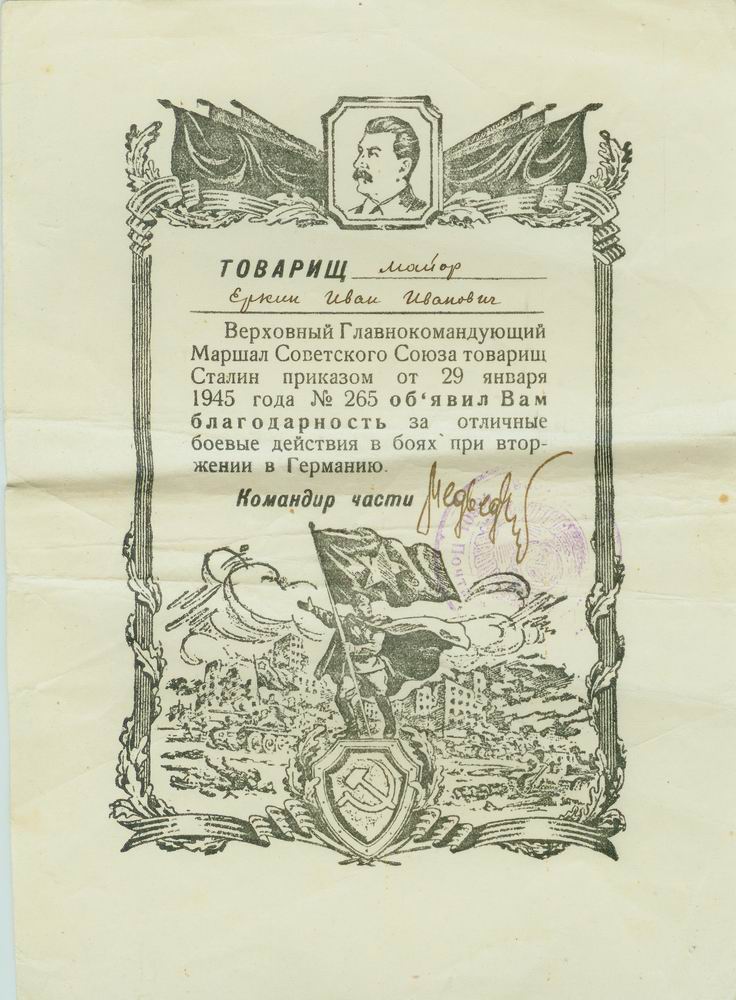 ТОВАРИЩ майор
Еркин Иван Иванович
Верховный Главнокомандующий
Маршал Советского Союза товарищ
Сталин приказом от 29 января
1945 года № 265 об‘явил Вам
благодарность за отличные
боевые действия в боях при втор-
жении в Германию.
Командир части Медведев